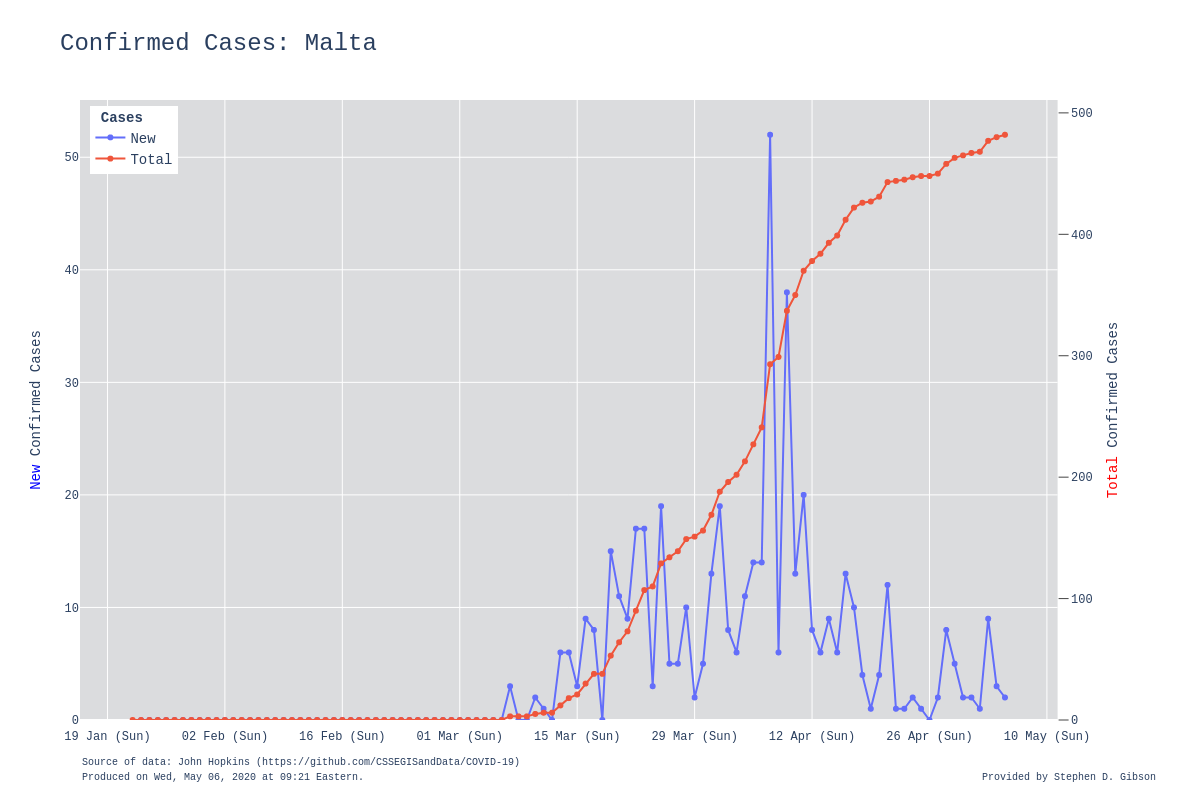 Confirmed Cases: Malta
Cases
New
Total
50
40
30
20
10
0
500
400
300
200
100
0
New Confirmed Cases
Total Confirmed Cases
19 Jan (Sun) 02 Feb (Sun) 16 Feb (Sun) 01 Mar (Sun) 15 Mar (Sun) 29 Mar (Sun) 12 Apr (Sun) 26 Apr (Sun) 10 May (Sun)
Source of data: John Hopkins (https://github.com/CSSEGISandData/COVID-19)
Produced on Wed, May 06, 2020 at 09:21 Eastern.
Provided by Stephen D. Gibson